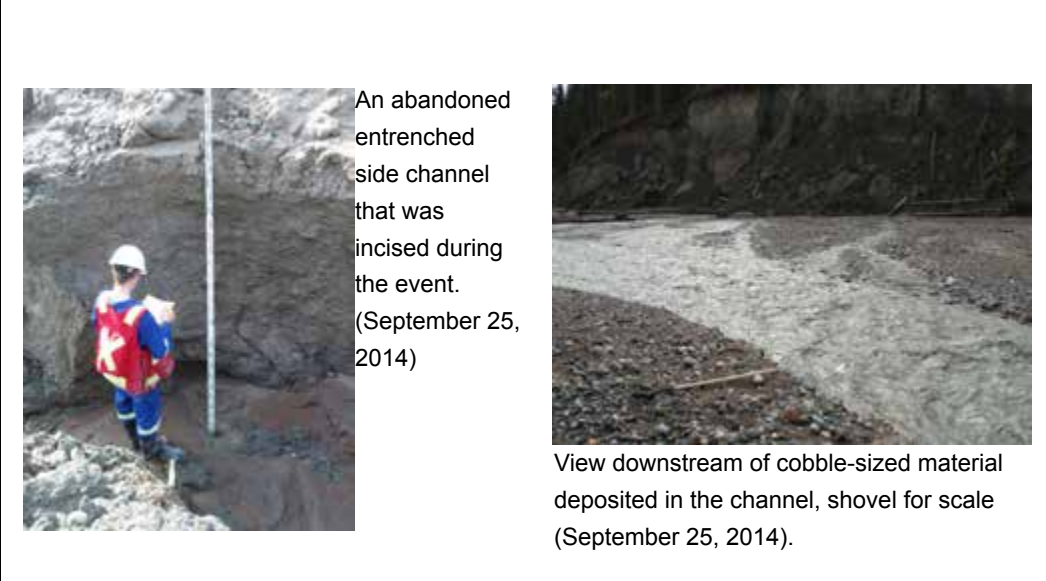 An abandoned
entrenched
side channel
that was
incised during
the event.
(September 25,
2014)
View downstream of cobble-sized material
deposited in the channel, shovel for scale
(September 25, 2014).